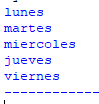 lunes
martes
miercoles
jueves
viernes
------------